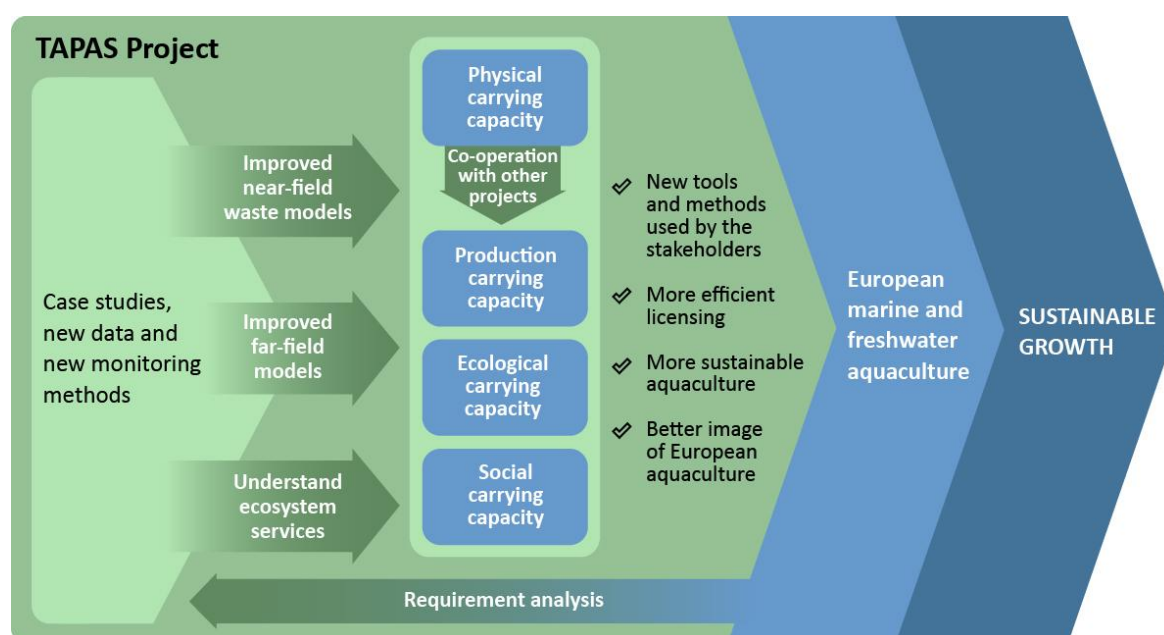 TAPAS Project
Case studies,
new data and
new monitoring
methods
Improved
near-field
waste models
Improved
far-field
models
Understand
ecosystem
services
Physical
carrying
capacity
Co-operation
with other
projects
Production
carrying
capacity
Ecological
carrying
capacity
Social
carrying
capacity
New tools
and methods
used by the
stakeholders
More efficient
licensing
More sustainable
aquaculture
Better image
of European
aquaculture
European
marine and
freshwater
aquaculture
SUSTAINABLE
GROWTH
Requirement analysis